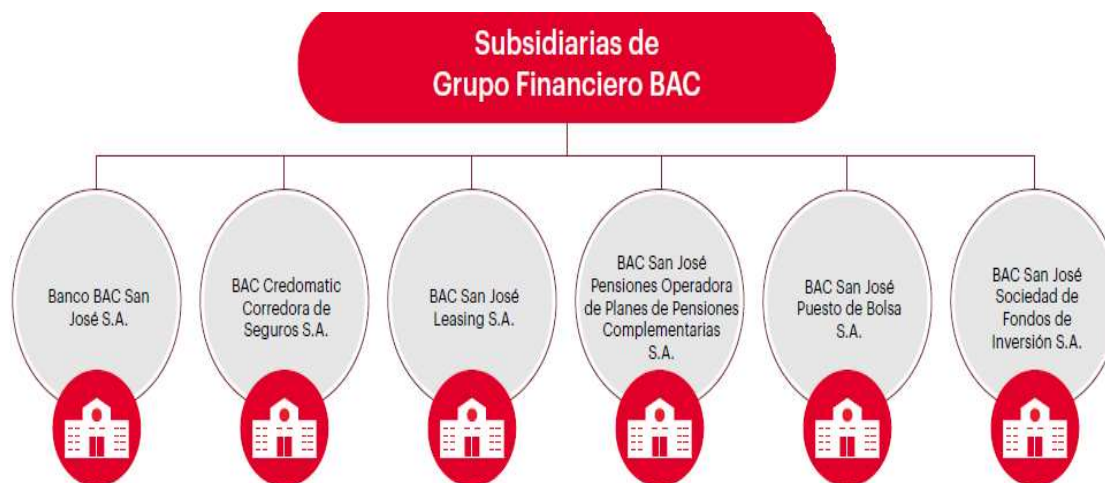 Subsidiarias de
Grupo Financiero BAC
Banco BAC San
José S.A.
BAC Credomatic
Corredora de
Seguros S.A.
BAC San José
Leasing S.A.
BAC San José
Pensiones Operadora
de Planes de Pensiones
Complementarias
S.A.
BAC San José
Puesto de Bolsa
S.A.
BAC San José
Sociedad de
Fondos de
Inversión S.A.